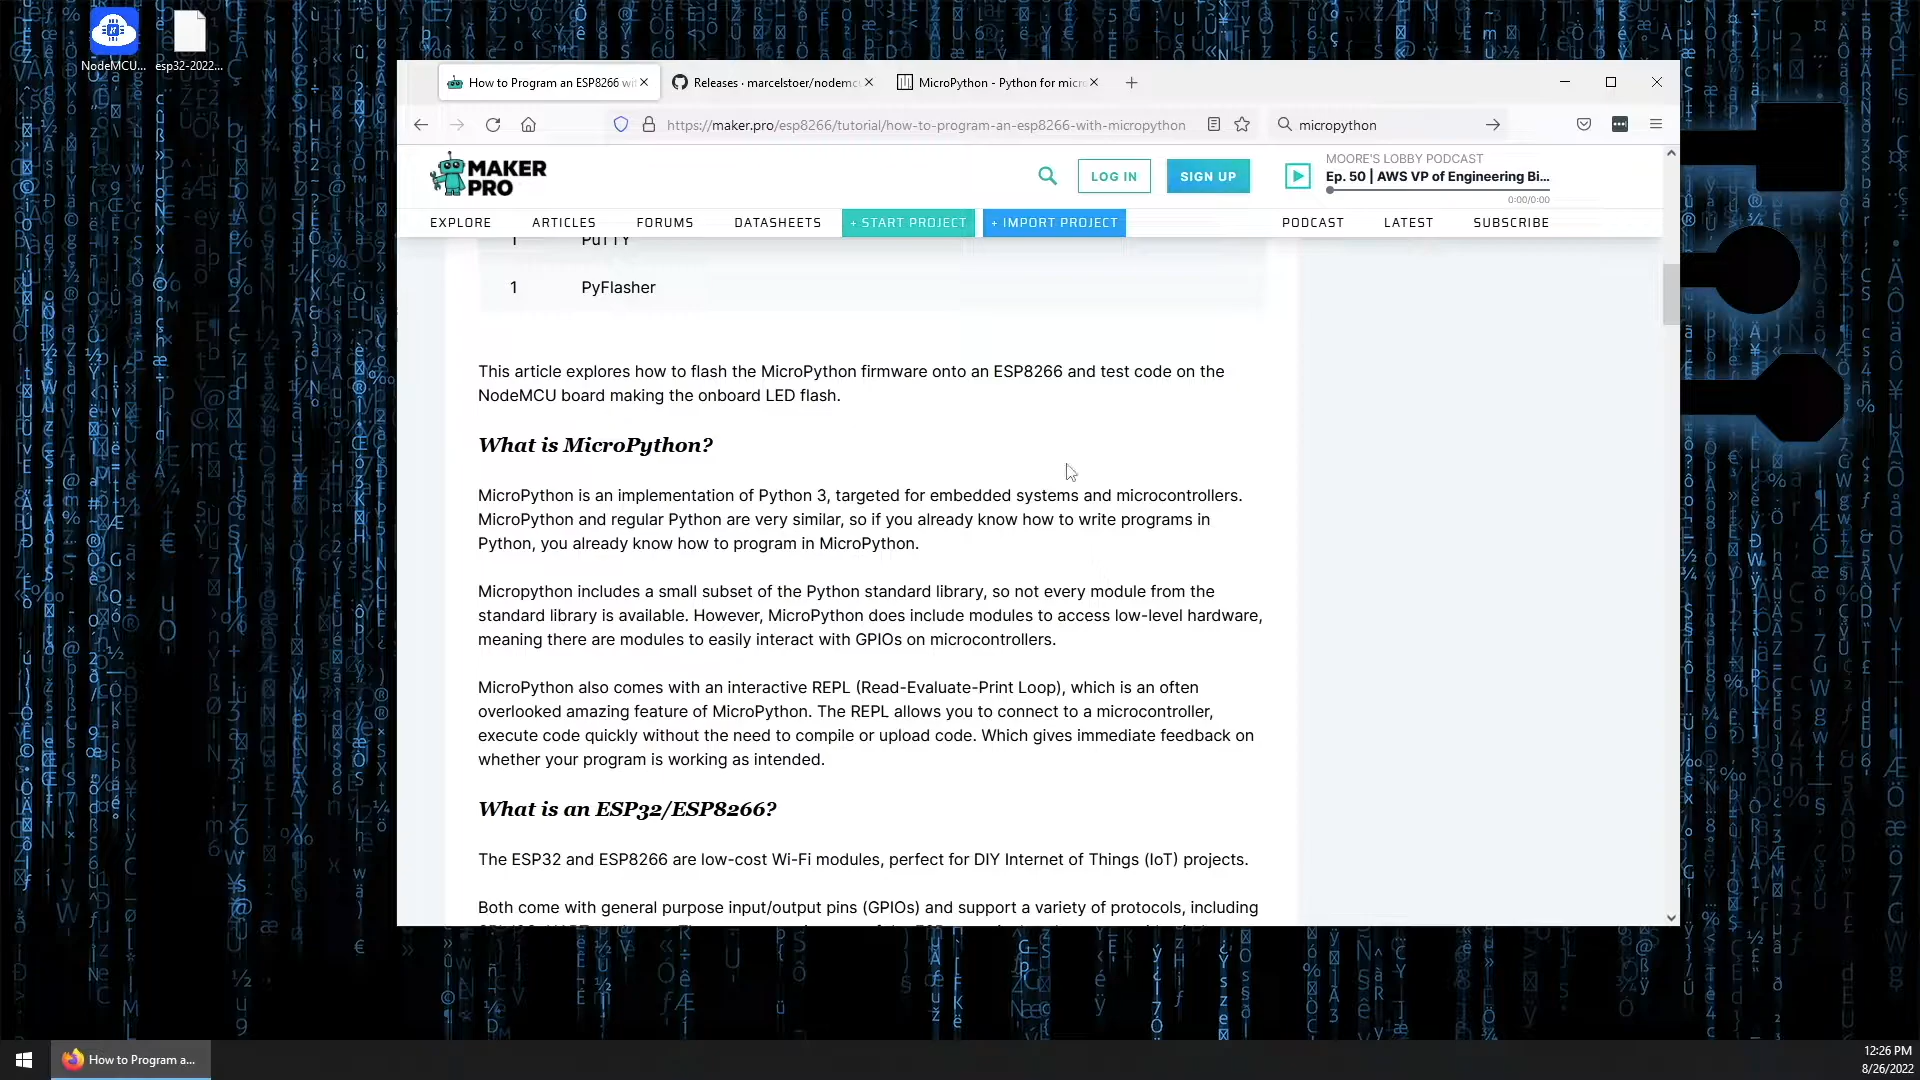 NodeMCU...
esp32-2022...
How to Program an ESP8266 wi
Releases · marcelstoer/nodemc
MicroPython - Python for micr
https://maker.pro/esp8266/tutorial/how-to-program-an-esp8266-with-micropython
micropython
MAKER
PRO
LOG IN
SIGN UP
MOORE'S LOBBY PODCAST
Ep. 50 | AWS VP of Engineering Bi...
0:00/0:00
EXPLORE
ARTICLES
FORUMS
DATASHEETS
+ START PROJECT
+ IMPORT PROJECT
PODCAST
LATEST
SUBSCRIBE
1 PuTTY
1 PyFlasher
This article explores how to flash the MicroPython firmware onto an ESP8266 and test code on the
NodeMCU board making the onboard LED flash.
What is MicroPython?
MicroPython is an implementation of Python 3, targeted for embedded systems and microcontrollers.
MicroPython and regular Python are very similar, so if you already know how to write programs in
Python, you already know how to program in MicroPython.
Micropython includes a small subset of the Python standard library, so not every module from the
standard library is available. However, MicroPython does include modules to access low-level hardware,
meaning there are modules to easily interact with GPIOs on microcontrollers.
MicroPython also comes with an interactive REPL (Read-Evaluate-Print Loop), which is an often
overlooked amazing feature of MicroPython. The REPL allows you to connect to a microcontroller,
execute code quickly without the need to compile or upload code. Which gives immediate feedback on
whether your program is working as intended.
What is an ESP32/ESP8266?
The ESP32 and ESP8266 are low-cost Wi-Fi modules, perfect for DIY Internet of Things (IoT) projects.
Both come with general purpose input/output pins (GPIOs) and support a variety of protocols, including
How to Program a...
12:26 PM
8/26/2022